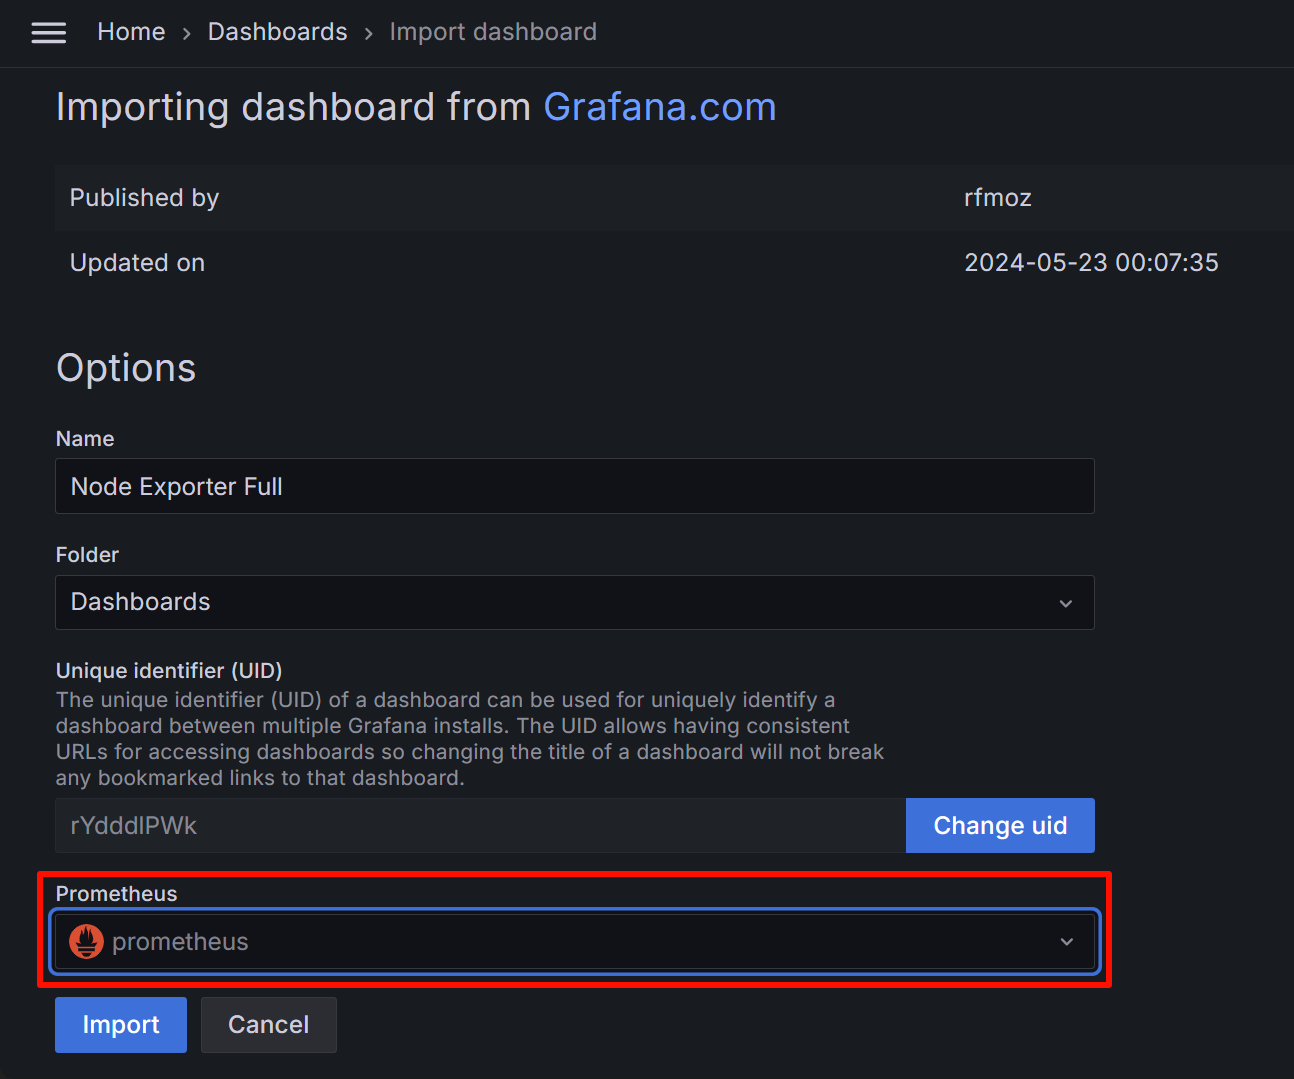 Home › Dashboards › Import dashboard
Importing dashboard from Grafana.com
Published by rfmoz
Updated on 2024-05-23 00:07:35
Options
Name
Node Exporter Full
Folder
Dashboards
Unique identifier (UID)
The unique identifier (UID) of a dashboard can be used for uniquely identify a
dashboard between multiple Grafana installs. The UID allows having consistent
URLs for accessing dashboards so changing the title of a dashboard will not break
any bookmarked links to that dashboard.
rYdddlPWk Change uid
Prometheus
prometheus
Import Cancel